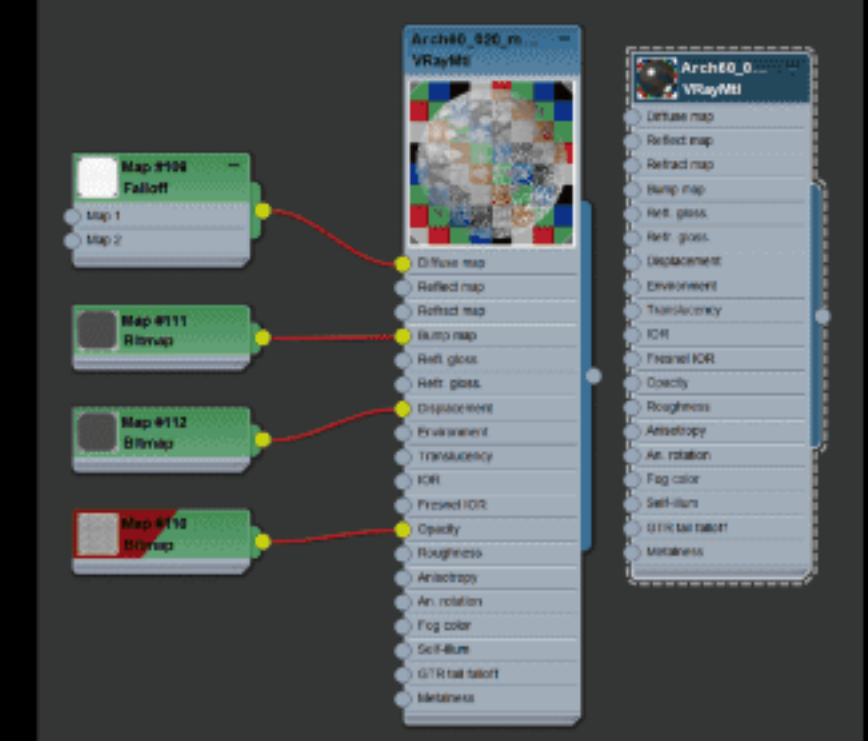 Map #109
Falloff
Map 1
Map 2
Map #111
Bitmap
Map #112
Bitmap
Map #110
Bitmap
Arch60_020_m...
VRayMtl
Diffuse map
Reflect map
Refract map
Bump map
Refl. gloss.
Refr. gloss.
Displacement
Environment
Translucency
IOR
Fresnel IOR
Opacity
Roughness
Anisotropy
An. rotation
Fog color
Self-illum
GTR tail falloff
Metalness
Arch60_0...
VRayMtl
Diffuse map
Reflect map
Refract map
Bump map
Refl. gloss.
Refr. gloss.
Displacement
Environment
Translucency
IOR
Fresnel IOR
Opacity
Roughness
Anisotropy
An. rotation
Fog color
Self-illum
GTR tail falloff
Metalness